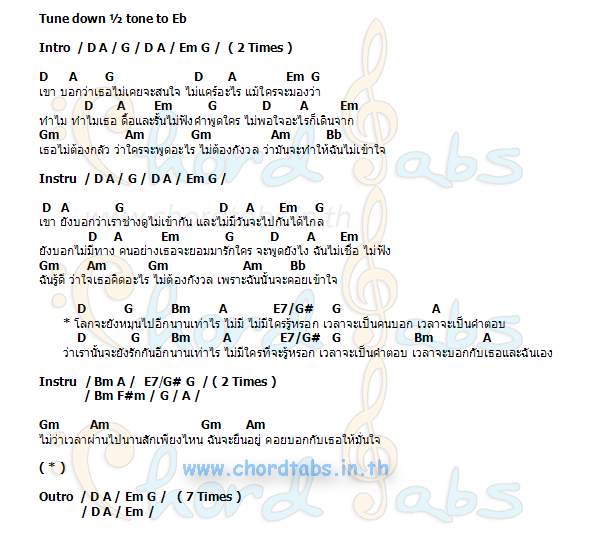 Tune down ½ tone to Eb
Intro / D A / G / D A / Em G / ( 2 Times )
D A G D A Em G
เขา บอกว่าเธอไม่เคยจะสนใจ ไม่แคร์อะไร แม้ใครจะมองว่า
D A Em G D A Em
ทำไม ทำไมเธอ ดื้อและรั้นไม่ฟังคำพูดใคร ไม่พอใจอะไรก็เดินจาก
Gm Am Gm Am Bb
เธอไม่ต้องกลัว ว่าใครจะพูดอะไร ไม่ต้องกังวล ว่ามันจะทำให้ฉันไม่เข้าใจ
Instru / D A / G / D A / Em G /
D A G D A Em G
เขา ยังบอกว่าเราช่างดูไม่เข้ากัน และไม่มีวันจะไปกันได้ไกล
D A Em G D A Em
ยังบอกไม่มีทาง คนอย่างเธอจะยอมมารักใคร จะพูดยังไง ฉันไม่เชื่อ ไม่ฟัง
Gm Am Gm Am Bb
ฉันรู้ดี ว่าใจเธอคิดอะไร ไม่ต้องกังวล เพราะฉันนั้นจะคอยเข้าใจ
D G Bm A E7/G# G A
* โลกจะยังหมุนไปอีกนานเท่าไร ไม่มี ไม่มีใครรู้หรอก เวลาจะเป็นคนบอก เวลาจะเป็นคำตอบ
D G Bm A E7/G# G Bm A
ว่าเรานั้นจะยังรักกันอีกนานเท่าไร ไม่มีใครที่จะรู้หรอก เวลาจะเป็นคำตอบ เวลาจะบอกกับเธอและฉันเอง
Instru / Bm A / E7/G# G / ( 2 Times )
/ Bm F#m / G / A /
Gm Am Gm Am
ไม่ว่าเวลาผ่านไปนานสักเพียงไหน ฉันจะยืนอยู่ คอยบอกกับเธอให้มั่นใจ
( * )
www.chordtabs.in.th
Outro / D A / Em G / ( 7 Times )
/ D A / Em /